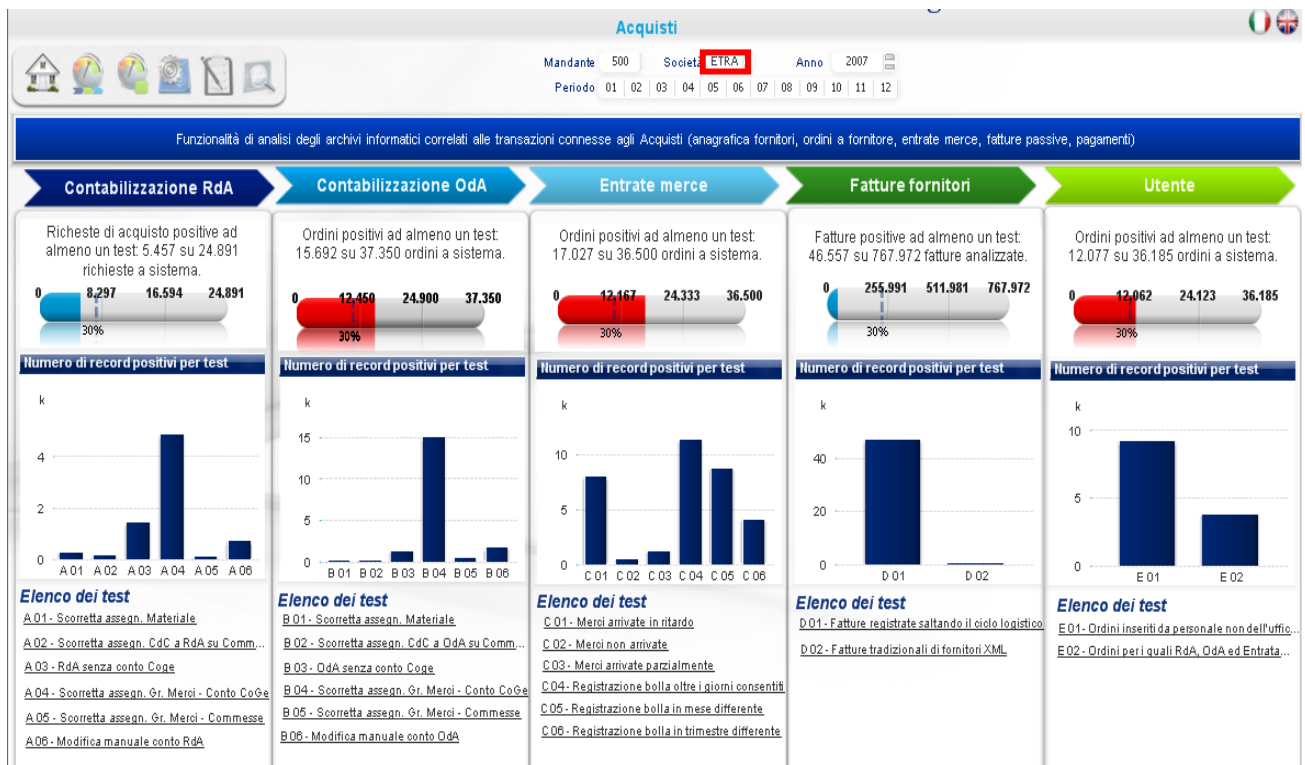 Acquisti
Mandante 500 Società ETRA Anno 2007
Periodo 01 02 03 04 05 06 07 08 09 10 11 12
Funzionalità di analisi degli archivi informatici correlati alle transazioni connesse agli Acquisti (anagrafica fornitori, ordini a fornitore, entrate merce, fatture passive, pagamenti)
Contabilizzazione RdA
Richeste di acquisto positive ad
almeno un test: 5.457 su 24.891
richieste a sistema.
0 8.297 16.594 24.891
30%
Numero di record positivi per test
k
4
2
0
A 01 A 02 A 03 A 04 A 05 A 06
Elenco dei test
A 01 - Scorretta assegn. Materiale
A 02 - Scorretta assegn. CdC a RdA su Comm...
A 03 - RdA senza conto Coge
A 04 - Scorretta assegn. Gr. Merci - Conto CoGe
A 05 - Scorretta assegn. Gr. Merci - Commesse
A 06 - Modifica manuale conto RdA
Contabilizzazione OdA
Ordini positivi ad almeno un test:
15.692 su 37.350 ordini a sistema.
0 12.450 24.900 37.350
30%
Numero di record positivi per test
k
15
10
5
0
B 01 B 02 B 03 B 04 B 05 B 06
Elenco dei test
B 01 - Scorretta assegn. Materiale
B 02 - Scorretta assegn. CdC a OdA su Comm...
B 03 - OdA senza conto Coge
B 04 - Scorretta assegn. Gr. Merci - Conto CoGe
B 05 - Scorretta assegn. Gr. Merci - Commesse
B 06 - Modifica manuale conto OdA
Entrate merce
Ordini positivi ad almeno un test:
17.027 su 36.500 ordini a sistema.
0 12.167 24.333 36.500
30%
Numero di record positivi per test
k
10
5
0
C 01 C 02 C 03 C 04 C 05 C 06
Elenco dei test
C 01 - Merci arrivate in ritardo
C 02 - Merci non arrivate
C 03 - Merci arrivate parzialmente
C 04 - Registrazione bolla oltre i giorni consentiti
C 05 - Registrazione bolla in mese differente
C 06 - Registrazione bolla in trimestre differente
Fatture fornitori
Fatture positive ad almeno un test:
46.557 su 767.972 fatture analizzate.
0 255.991 511.981 767.972
30%
Numero di record positivi per test
k
40
20
0
D 01 D 02
Elenco dei test
D 01 - Fatture registrate saltando il ciclo logistico
D 02 - Fatture tradizionali di fornitori XML
Utente
Ordini positivi ad almeno un test:
12.077 su 36.185 ordini a sistema.
0 12.062 24.123 36.185
30%
Numero di record positivi per test
k
10
5
0
E 01 E 02
Elenco dei test
E 01 - Ordini inseriti da personale non dell'uffic...
E 02 - Ordini per i quali RdA, OdA ed Entrata...